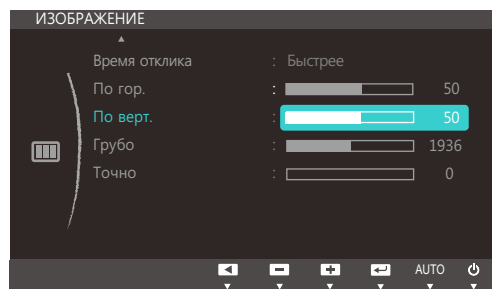 ИЗОБРАЖЕНИЕ
Время отклика : Быстрее
По гор. : 50
По верт. : 50
Грубо : 1936
Точно : 0
AUTO